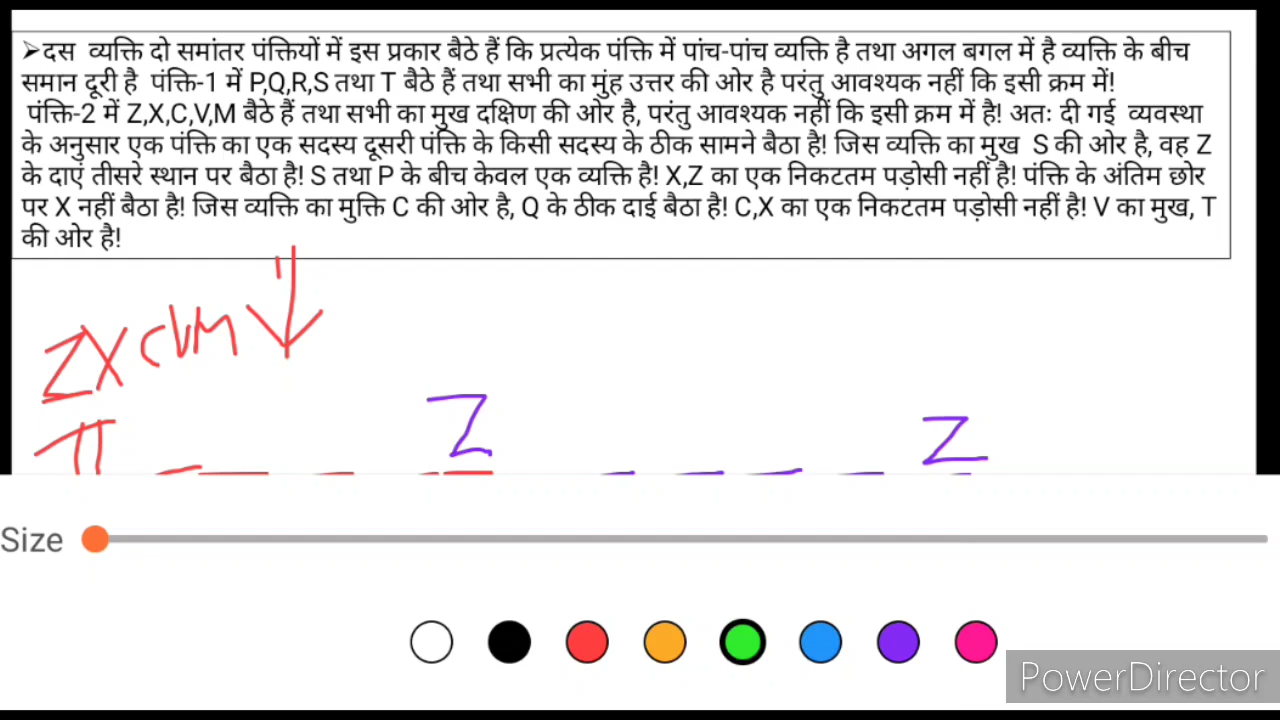 ➢दस व्यक्ति दो समांतर पंक्तियों में इस प्रकार बैठे हैं कि प्रत्येक पंक्ति में पांच-पांच व्यक्ति है तथा अगल बगल में है व्यक्ति के बीच
समान दूरी है पंक्ति-1 में P,Q,R,S तथा T बैठे हैं तथा सभी का मुंह उत्तर की ओर है परंतु आवश्यक नहीं कि इसी क्रम में!
पंक्ति-2 में Z,X,C,V,M बैठे हैं तथा सभी का मुख दक्षिण की ओर है, परंतु आवश्यक नहीं कि इसी क्रम में है! अतः दी गई व्यवस्था
के अनुसार एक पंक्ति का एक सदस्य दूसरी पंक्ति के किसी सदस्य के ठीक सामने बैठा है! जिस व्यक्ति का मुख S की ओर है, वह Z
के दाएं तीसरे स्थान पर बैठा है! S तथा P के बीच केवल एक व्यक्ति है! X,Z का एक निकटतम पड़ोसी नहीं है! पंक्ति के अंतिम छोर
पर X नहीं बैठा है! जिस व्यक्ति का मुक्ति C की ओर है, Q के ठीक दाई बैठा है! C,X का एक निकटतम पड़ोसी नहीं है! V का मुख, T
की ओर है!
ZXCVM
Z Z
II
Size
PowerDirector